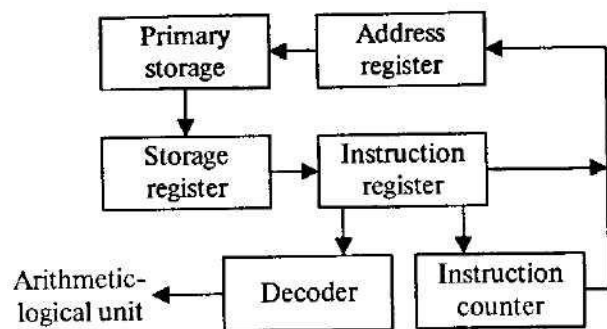 Primary
storage
Address
register
Storage
register
Instruction
register
Arithmetic-
logical unit
Decoder
Instruction
counter